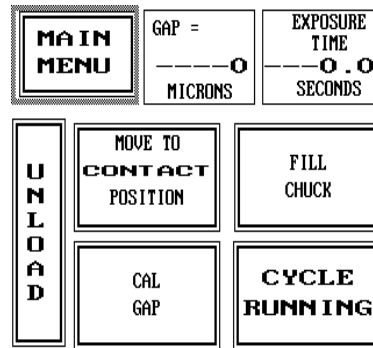 MAIN
MENU
GAP =
----0
MICRONS
EXPOSURE
TIME
---0.0
SECONDS
UNLOAD
MOVE TO
CONTACT
POSITION
FILL
CHUCK
CAL
GAP
CYCLE
RUNNING